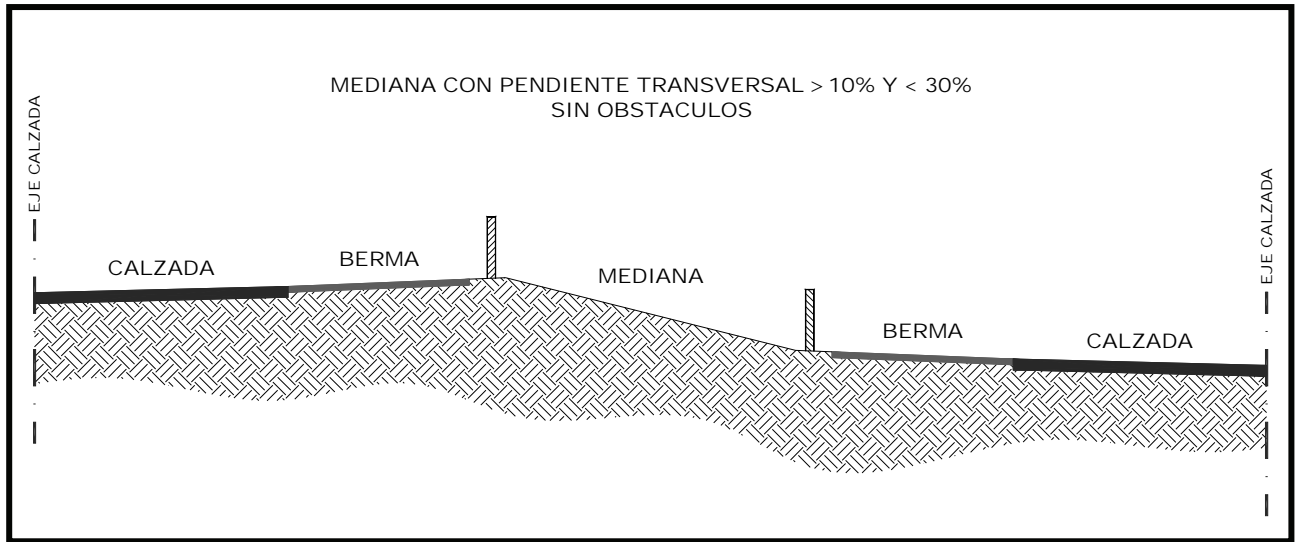 MEDIANA CON PENDIENTE TRANSVERSAL > 10% Y < 30%
SIN OBSTACULOS
EJE CALZADA
CALZADA
BERMA
MEDIANA
BERMA
CALZADA
EJE CALZADA